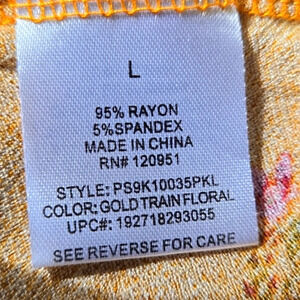 L
95% RAYON
5%SPANDEX
MADE IN CHINA
RN# 120951
STYLE: PS9K10035PKL
COLOR: GOLD TRAIN FLORAL
UPC#: 192718293055
SEE REVERSE FOR CARE